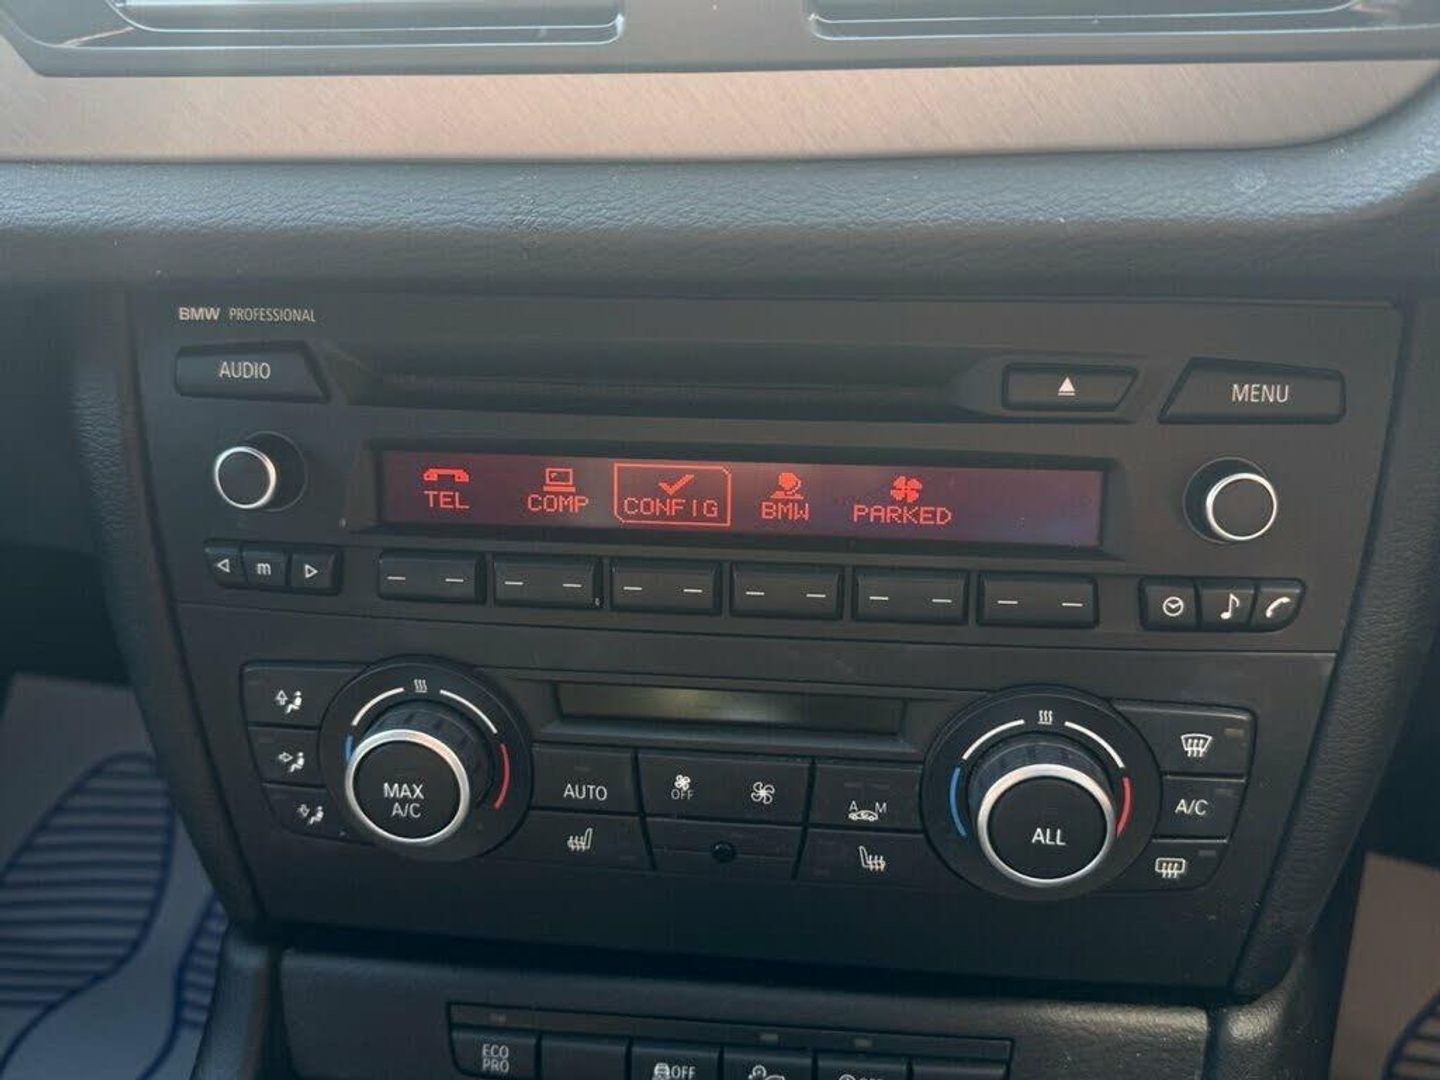 BMW PROFESSIONAL
AUDIO
MENU
TEL COMP CONFIG BMW PARKED
m
MAX A/C
AUTO
OFF
A M
ALL
A/C
ECO PRO
OFF